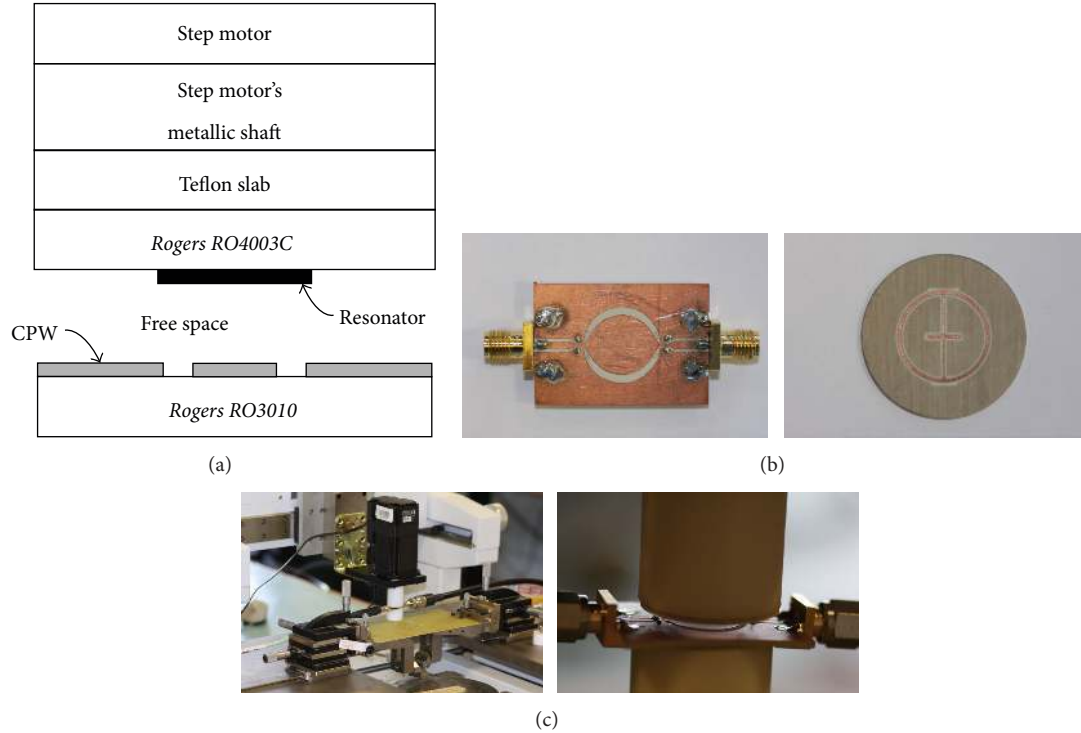 Step motor
Step motor's
metallic shaft
Teflon slab
Rogers RO4003C
Resonator
Free space
CPW
Rogers RO3010
(a)
(b)
(c)